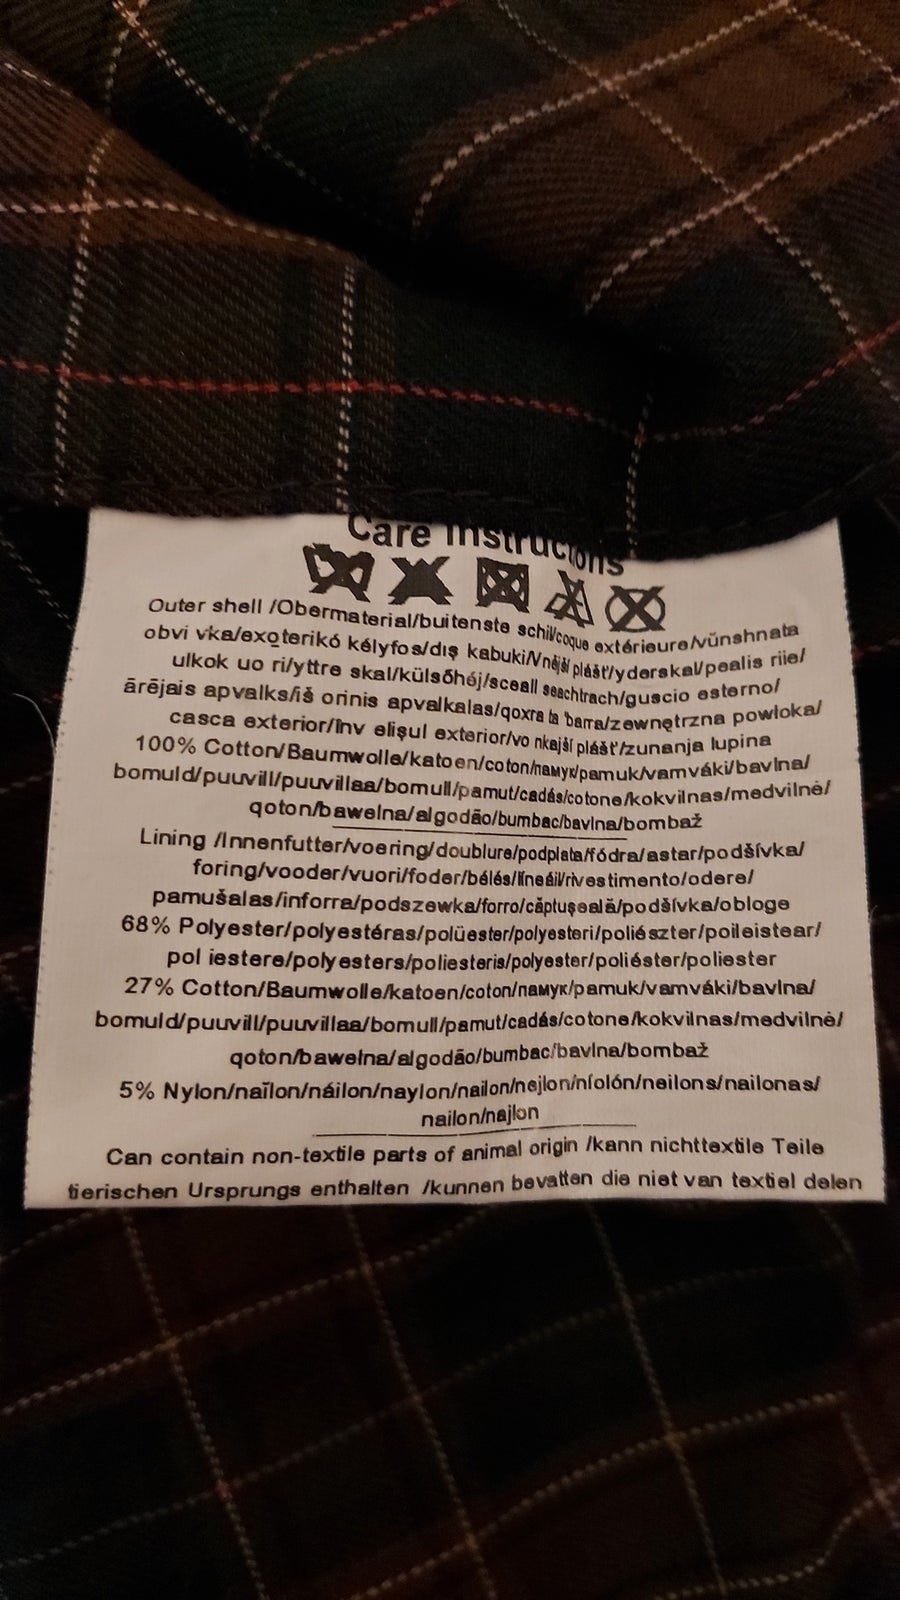 Care Instructions
Outer shell /Obermaterial/buitenste schil/coque extérieure/vŭnshnata
obvi vka/exo̱terikó kélyfos/dış kabuki/Vnější plášť/yderskal/pealis riie/
ulkok uo ri/yttre skal/külsőhéj/sceall seachtrach/guscio esterno/
ārējais apvalks/iš orinis apvalkalas/qoxra ta 'barra/zewnętrzna powłoka/
casca exterior/înv elişul exterior/vo nkajší plášť/zunanja lupina
100% Cotton/Baumwolle/katoen/coton/памук/pamuk/vamváki/bavlna/
bomuld/puuvill/puuvillaa/bomull/pamut/cadás/cotone/kokvilnas/medvilnė/
qoton/bawełna/algodão/bumbac/bavlna/bombaž
Lining /Innenfutter/voering/doublure/podplata/fódra/astar/podšívka/
foring/vooder/vuori/foder/bélés/líneáil/rivestimento/odere/
pamušalas/inforra/podszewka/forro/căptuşeală/podšívka/obloge
68% Polyester/polyestéras/polüester/polyesteri/poliészter/poileistear/
pol iestere/polyesters/poliesteris/polyester/poliéster/poliester
27% Cotton/Baumwolle/katoen/coton/памук/pamuk/vamváki/bavlna/
bomuld/puuvill/puuvillaa/bomull/pamut/cadás/cotone/kokvilnas/medvilnė/
qoton/bawełna/algodão/bumbac/bavlna/bombaž
5% Nylon/naĭlon/náilon/naylon/nailon/nejlon/níolón/neilons/nailonas/
nailon/najlon
Can contain non-textile parts of animal origin /kann nichttextile Teile
tierischen Ursprungs enthalten /kunnen bevatten die niet van textiel delen